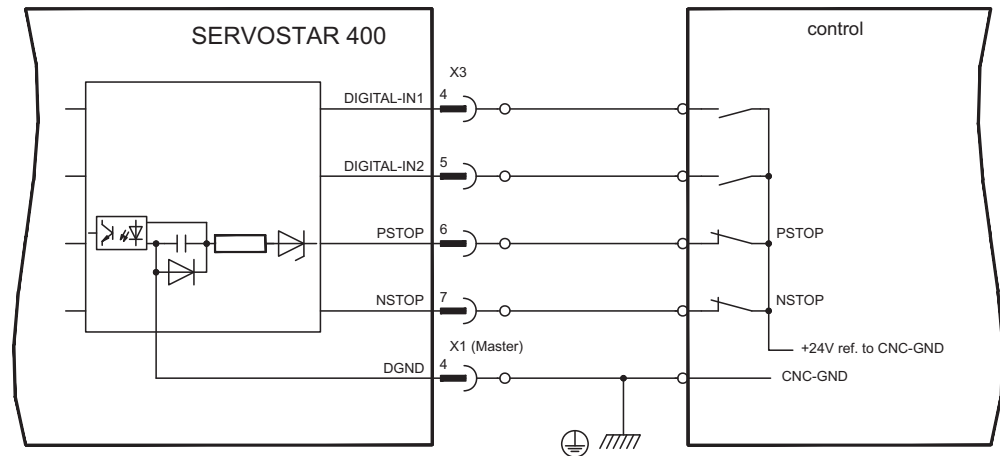 SERVOSTAR 400
control
X3
DIGITAL-IN1 4
DIGITAL-IN2 5
PSTOP 6 PSTOP
NSTOP 7 NSTOP
X1 (Master)
+24V ref. to CNC-GND
DGND 4 CNC-GND